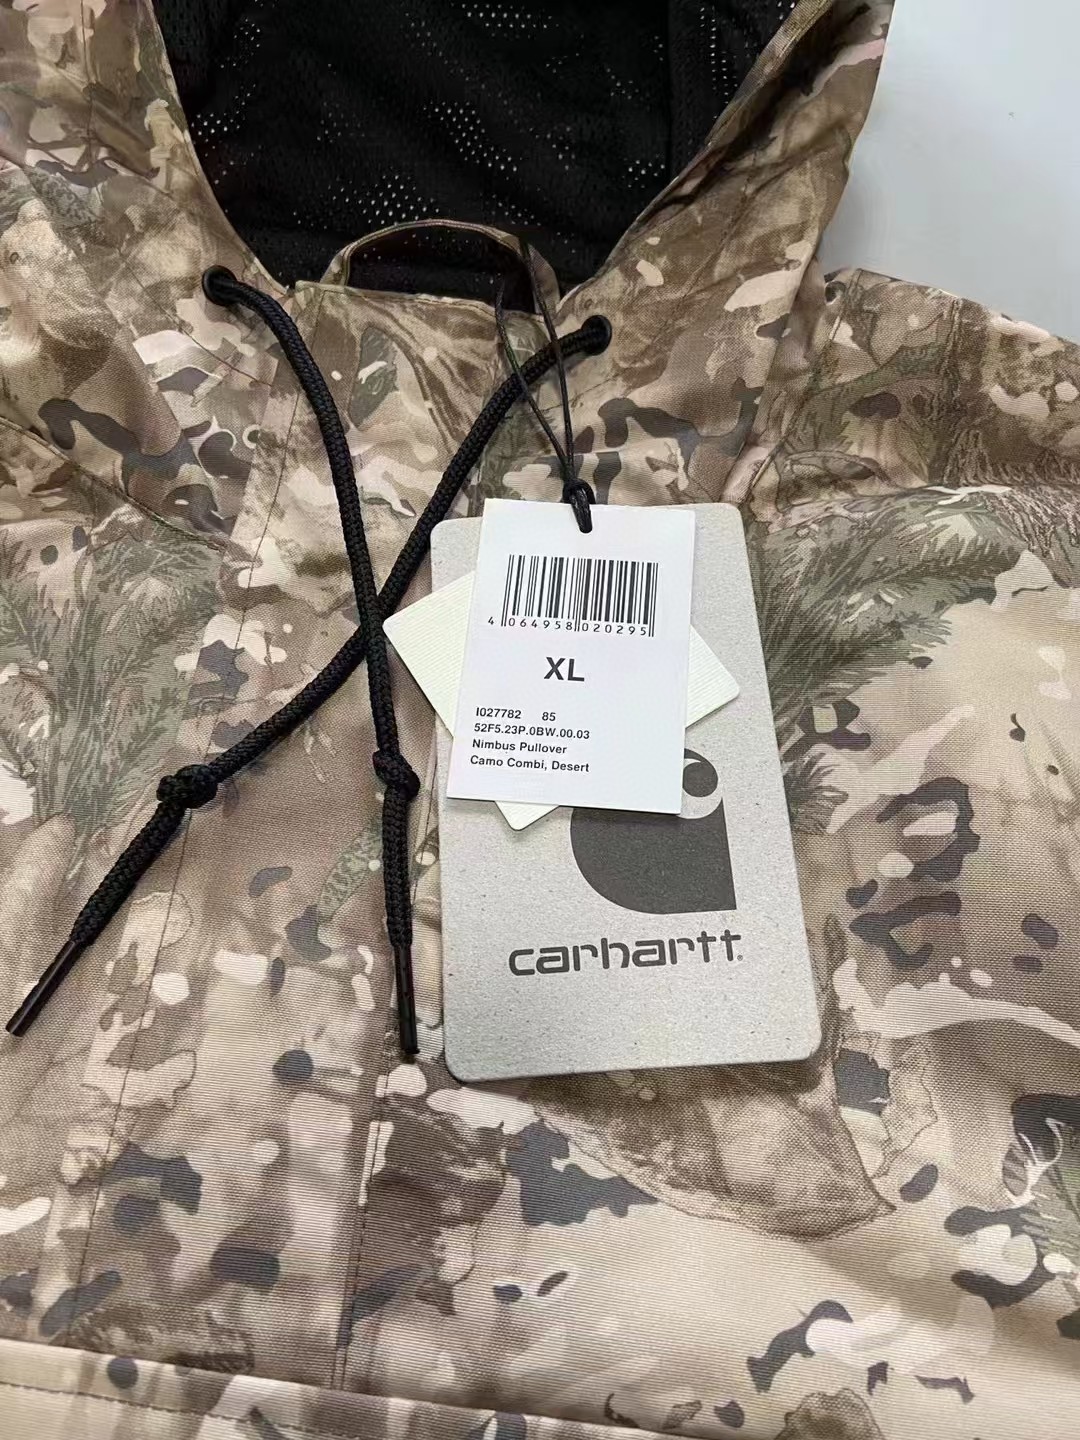 4 064958 020295
XL
I027782 85
52F5.23P.0BW.00.03
Nimbus Pullover
Camo Combi, Desert
carhartt.